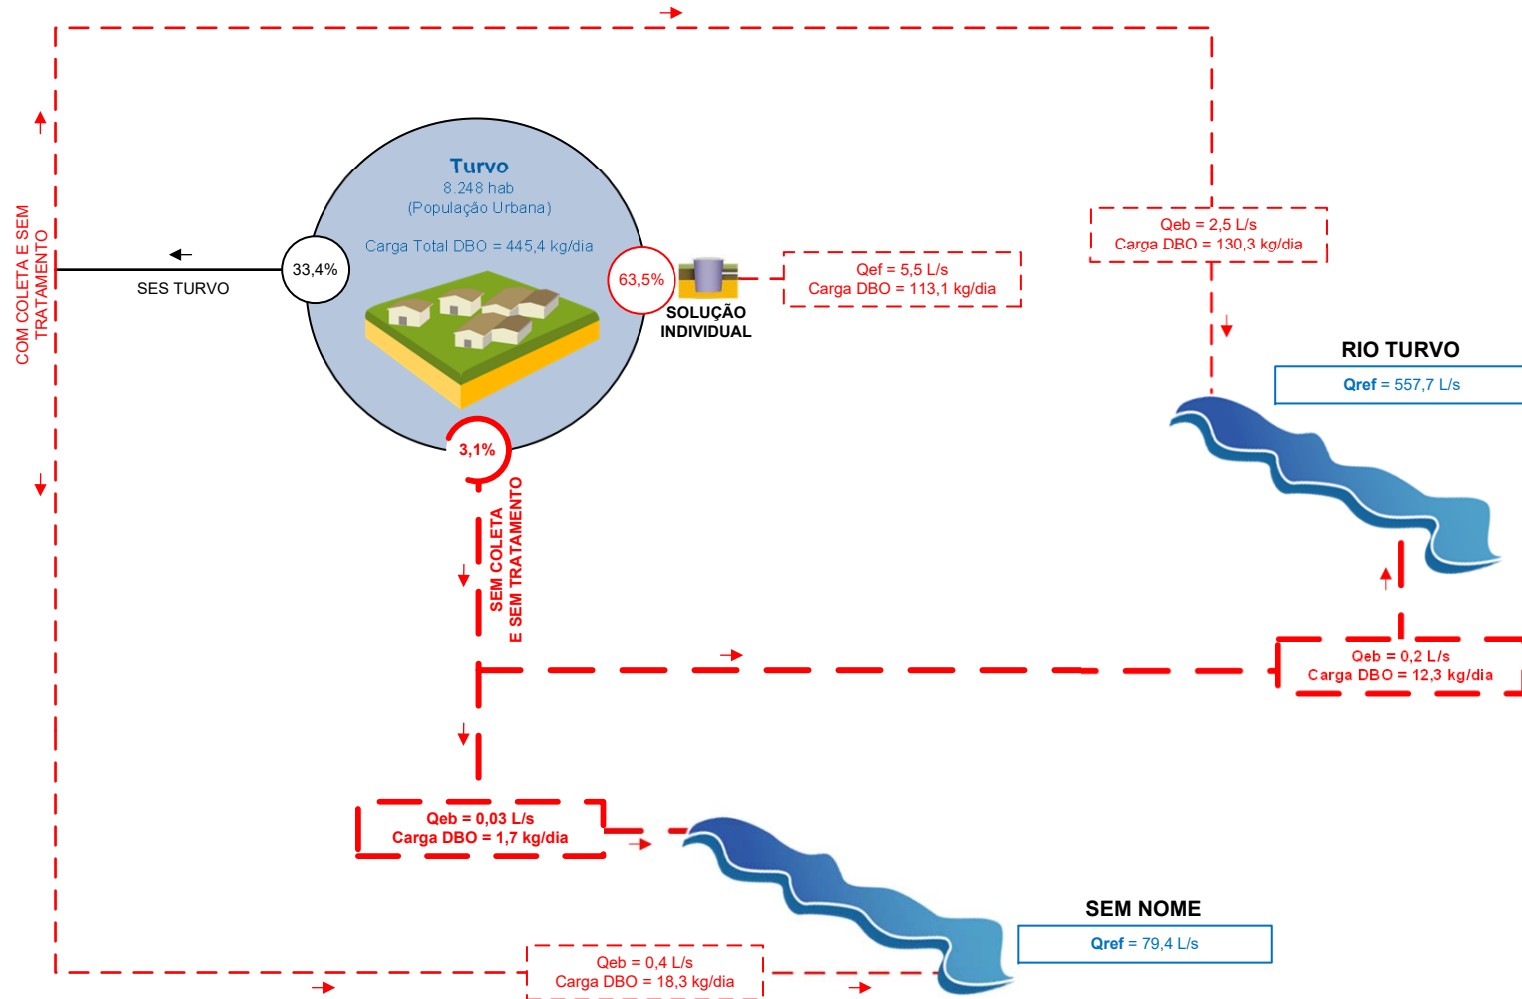 Turvo
8.248 hab
(População Urbana)
Carga Total DBO = 445,4 kg/dia
33,4%
SES TURVO
COM COLETA E SEM
TRATAMENTO
63,5%
SOLUÇÃO
INDIVIDUAL
Qef = 5,5 L/s
Carga DBO = 113,1 kg/dia
Qeb = 2,5 L/s
Carga DBO = 130,3 kg/dia
RIO TURVO
Qref = 557,7 L/s
3,1%
SEM COLETA
E SEM TRATAMENTO
Qeb = 0,2 L/s
Carga DBO = 12,3 kg/dia
Qeb = 0,03 L/s
Carga DBO = 1,7 kg/dia
SEM NOME
Qref = 79,4 L/s
Qeb = 0,4 L/s
Carga DBO = 18,3 kg/dia